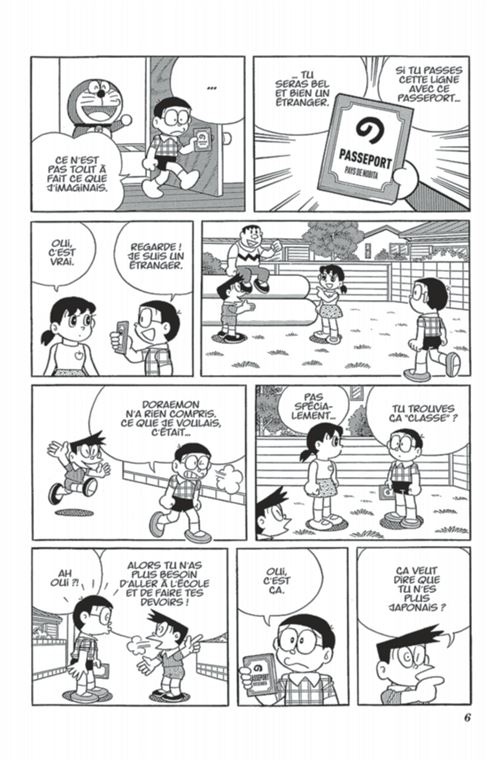 SI TU PASSES
CETTE LIGNE
AVEC CE
PASSEPORT...
... TU
SERAS BEL
ET BIEN UN
ÉTRANGER.
の
PASSEPORT
PAYS DE NOBITA
...
CE N'EST
PAS TOUT À
FAIT CE QUE
J'IMAGINAIS.
REGARDE !
JE SUIS UN
ÉTRANGER.
OUI,
C'EST
VRAI.
TU TROUVES
ÇA "CLASSE" ?
PAS
SPÉCIA-
LEMENT...
DORAEMON
N'A RIEN COMPRIS.
CE QUE JE VOULAIS,
C'ÉTAIT...
ÇA VEUT
DIRE QUE
TU N'ES
PLUS
JAPONAIS ?
OUI,
C'EST
ÇA.
の
ALORS TU N'AS
PLUS BESOIN
D'ALLER À L'ÉCOLE
ET DE FAIRE TES
DEVOIRS !
AH
OUI ?!
6